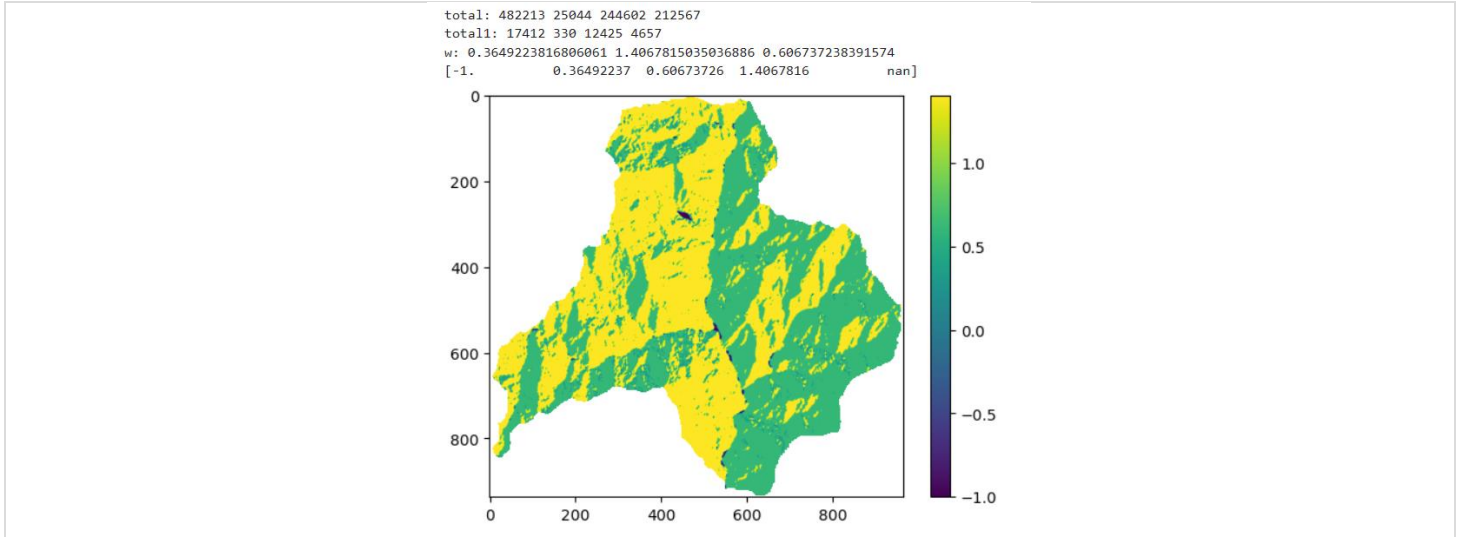 total: 482213 25044 244602 212567
total1: 17412 330 12425 4657
w: 0.3649223816806061 1.4067815035036886 0.606737238391574
[-1. 0.36492237 0.60673726 1.4067816 nan]
0
200
400
600
800
0 200 400 600 800
1.0
0.5
0.0
−0.5
−1.0